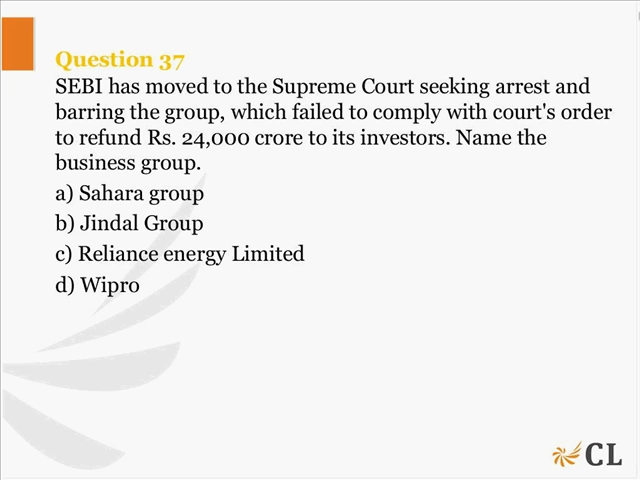 Question 37
SEBI has moved to the Supreme Court seeking arrest and
barring the group, which failed to comply with court's order
to refund Rs. 24,000 crore to its investors. Name the
business group.
a) Sahara group
b) Jindal Group
c) Reliance energy Limited
d) Wipro
CL